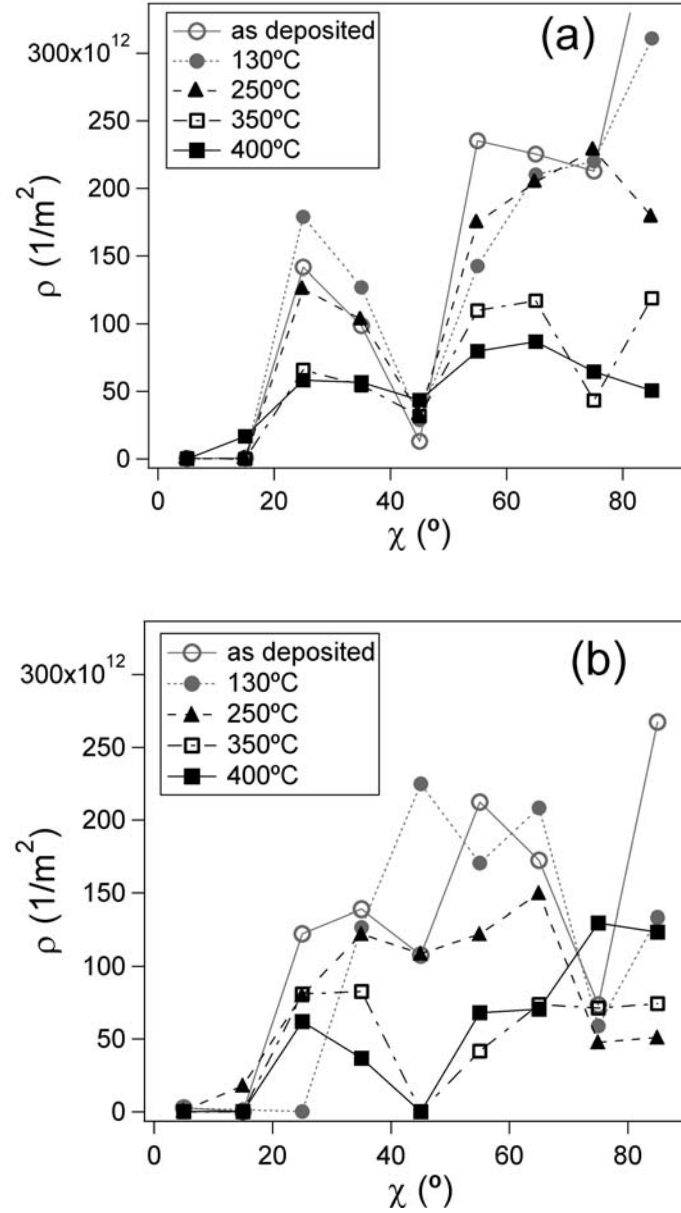 (a)
as deposited
130ºC
250ºC
350ºC
400ºC
300x10¹²
250
200
150
100
50
0
ρ (1/m²)
0 20 40 60 80
χ (º)
(b)
as deposited
130ºC
250ºC
350ºC
400ºC
300x10¹²
250
200
150
100
50
0
ρ (1/m²)
0 20 40 60 80
χ (º)